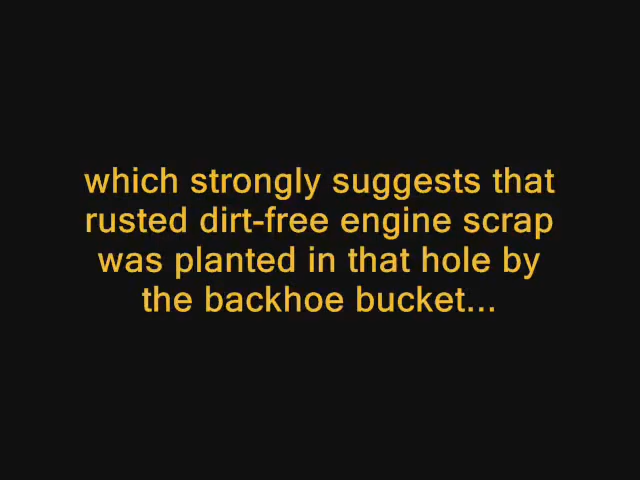 which strongly suggests that
rusted dirt-free engine scrap
was planted in that hole by
the backhoe bucket...